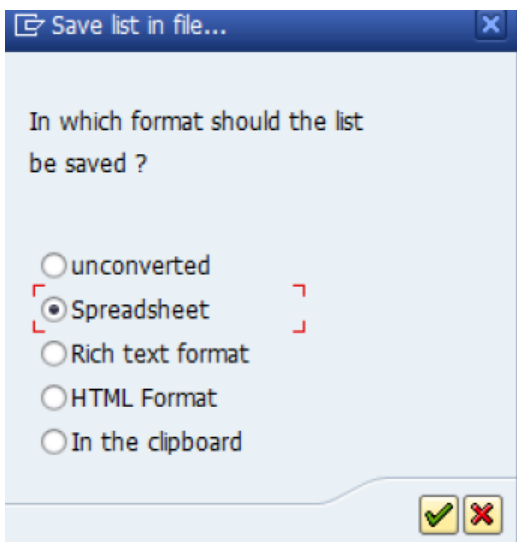 Save list in file...
In which format should the list
be saved ?
unconverted
Spreadsheet
Rich text format
HTML Format
In the clipboard